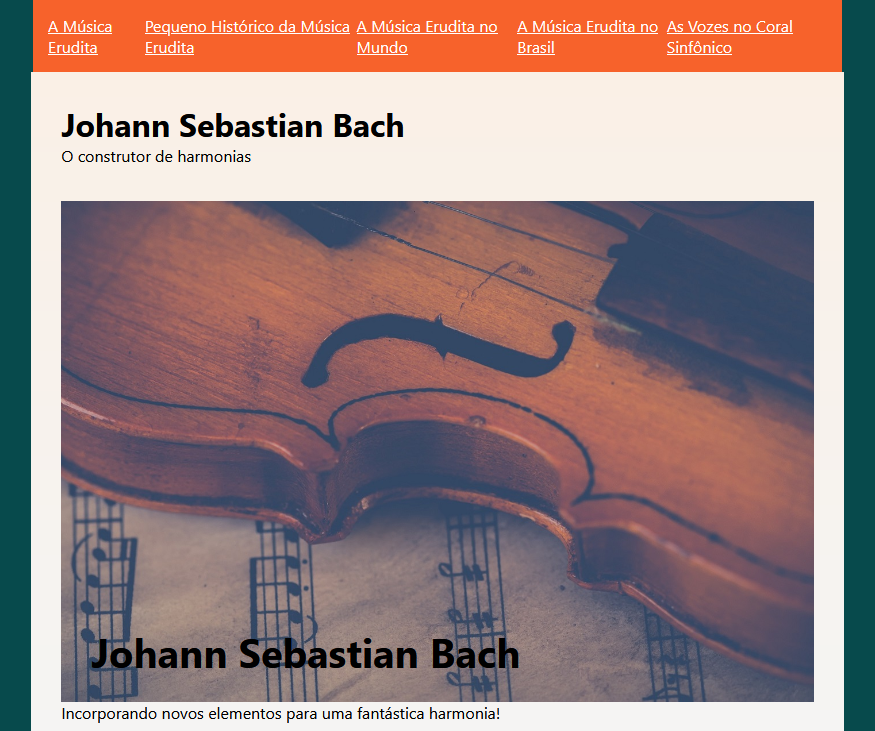 A Música Erudita
Pequeno Histórico da Música Erudita
A Música Erudita no Mundo
A Música Erudita no Brasil
As Vozes no Coral Sinfônico
Johann Sebastian Bach
O construtor de harmonias
Johann Sebastian Bach
Incorporando novos elementos para uma fantástica harmonia!